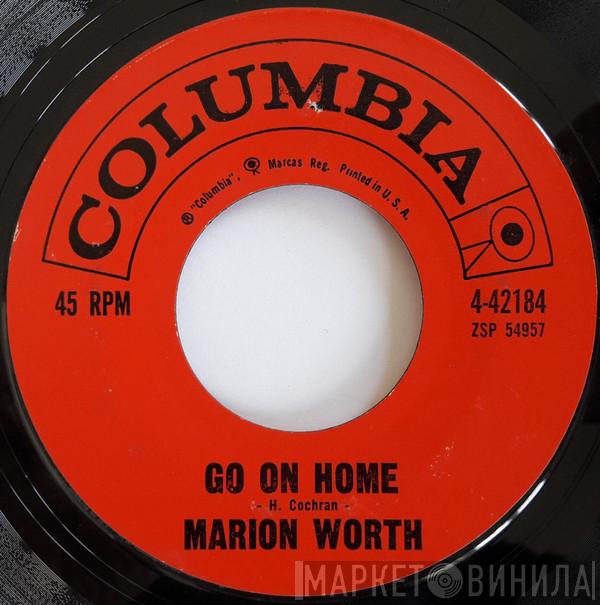 COLUMBIA
® "Columbia", Marcas Reg. Printed in U. S. A.
45 RPM
4-42184
ZSP 54957
GO ON HOME
- H. Cochran -
MARION WORTH
МАРКЕТ ВИНИЛА